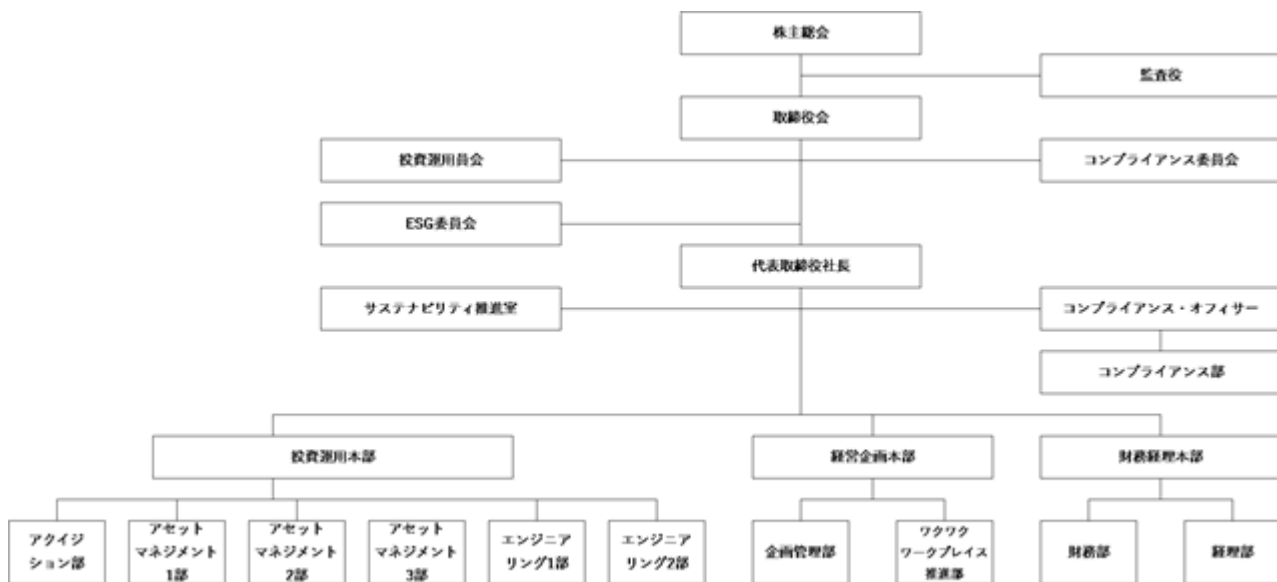 株主総会
監査役
取締役会
投資運用員会
コンプライアンス委員会
ESG委員会
代表取締役社長
サステナビリティ推進室
コンプライアンス・オフィサー
コンプライアンス部
投資運用本部
経営企画本部
財務経理本部
アクイジ
ション部
アセット
マネジメント
1部
アセット
マネジメント
2部
アセット
マネジメント
3部
エンジニア
リング1部
エンジニア
リング2部
企画管理部
ワクワク
ワークプレイス
推進部
財務部
経理部